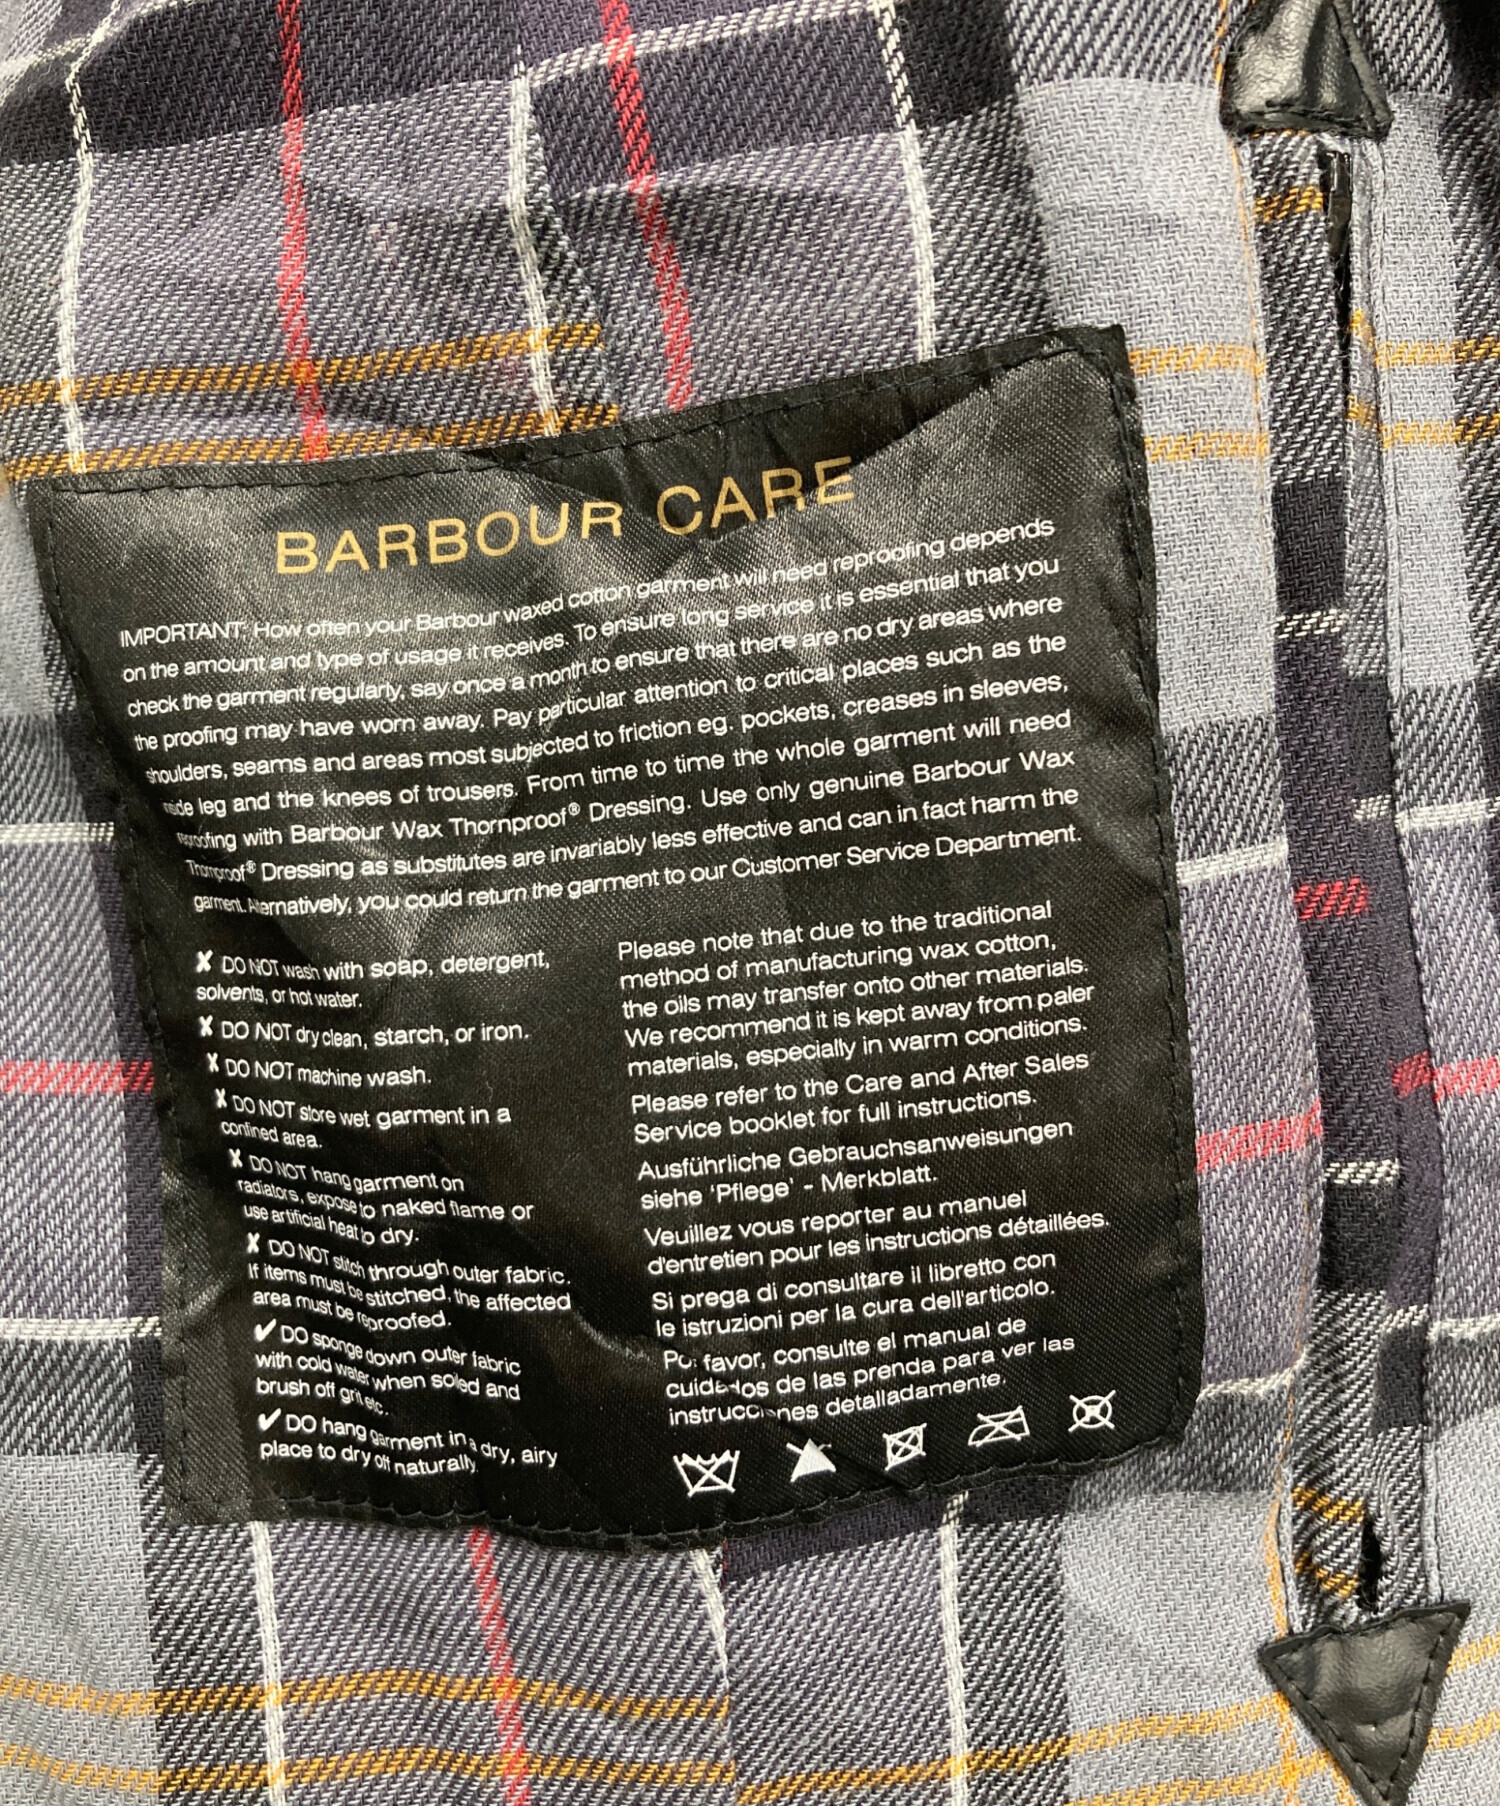 BARBOUR CARE
IMPORTANT: How often your Barbour waxed cotton garment will need reproofing depends
on the amount and type of usage it receives. To ensure long service it is essential that you
check the garment regularly, say once a month to ensure that there are no dry areas where
the proofing may have worn away. Pay particular attention to critical places such as the
shoulders, seams and areas most subjected to friction eg. pockets, creases in sleeves,
leg and the knees of trousers. From time to time the whole garment will need
reproofing with Barbour Wax Thornproof® Dressing. Use only genuine Barbour Wax
Thornproof® Dressing as substitutes are invariably less effective and can in fact harm the
garment. Alternatively, you could return the garment to our Customer Service Department.
✗ DO NOT wash with soap, detergent,
solvents, or hot water.
✗ DO NOT dry clean, starch, or iron.
✗ DO NOT machine wash.
✗ DO NOT store wet garment in a
confined area.
✗ DO NOT hang garment on
radiators, expose to naked flame or
use artificial heat to dry.
✗ DO NOT stitch through outer fabric.
If items must be stitched, the affected
area must be reproofed.
✓ DO sponge down outer fabric
with cold water when soiled and
brush off grit etc.
✓ DO hang garment in a dry, airy
place to dry off naturally.
Please note that due to the traditional
method of manufacturing wax cotton,
the oils may transfer onto other materials.
We recommend it is kept away from paler
materials, especially in warm conditions.
Please refer to the Care and After Sales
Service booklet for full instructions.
Ausführliche Gebrauchsanweisungen
siehe 'Pflege' - Merkblatt.
Veuillez vous reporter au manuel
d'entretien pour les instructions détaillées.
Si prega di consultare il libretto con
le istruzioni per la cura dell'articolo.
Por favor, consulte el manual de
cuidados de las prenda para ver las
instrucciones detalladamente.